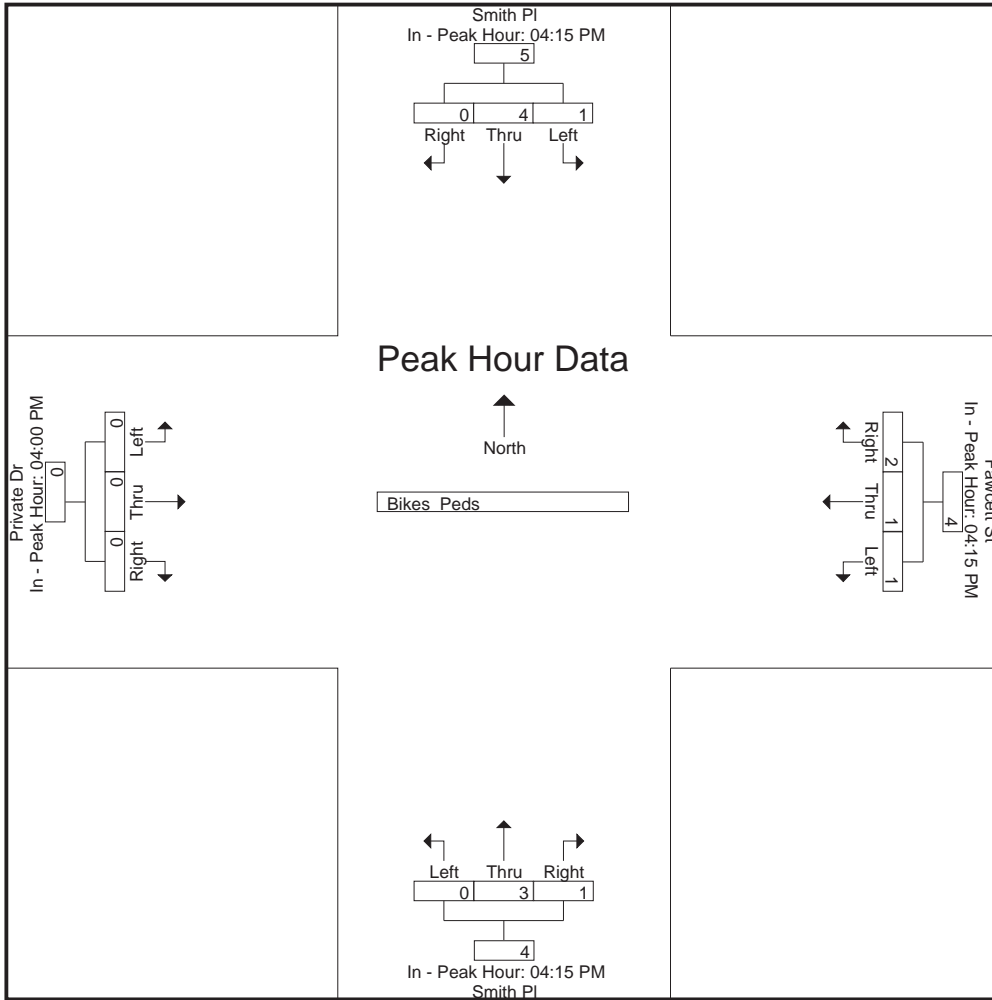 Smith Pl
In - Peak Hour: 04:15 PM
5
0 4 1
Right Thru Left
Peak Hour Data
North
Bikes Peds
Private Dr
In - Peak Hour: 04:00 PM
0
0 0 0
Left Thru Right
Fawcett St
In - Peak Hour: 04:15 PM
4
2 1 1
Right Thru Left
Left Thru Right
0 3 1
4
In - Peak Hour: 04:15 PM
Smith Pl